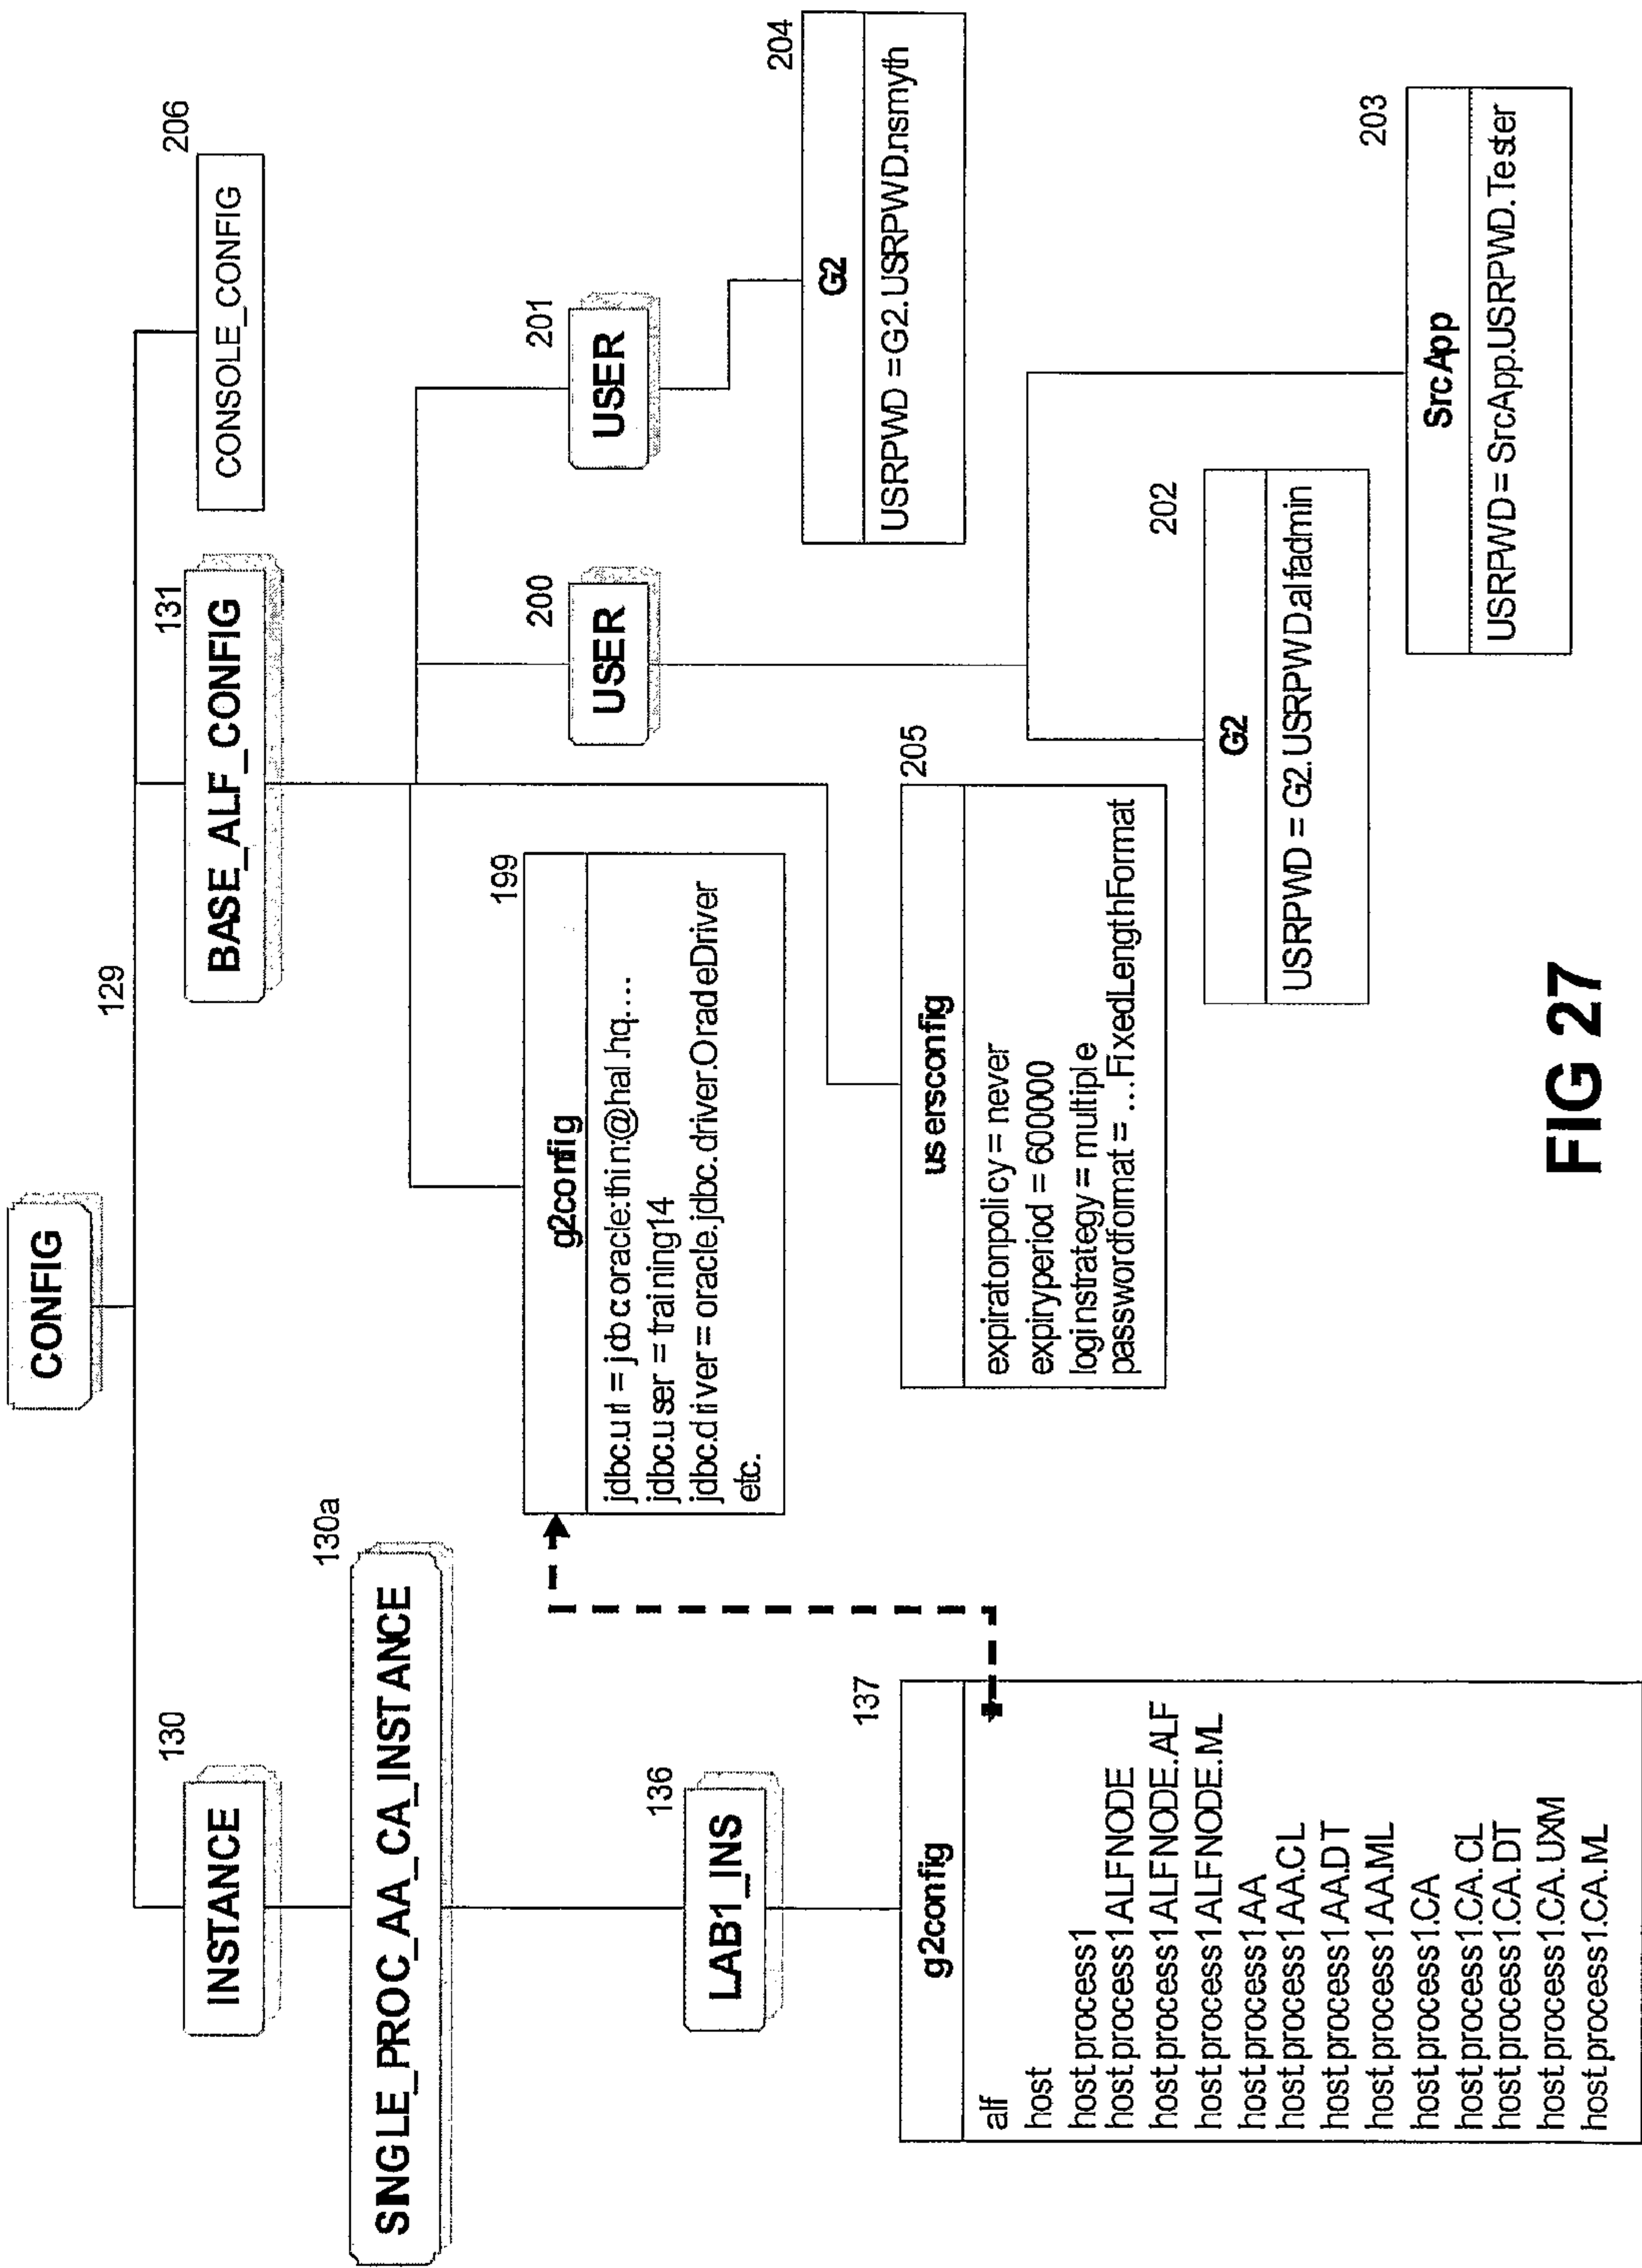 CONFIG
129
INSTANCE
130
BASE_ALF_CONFIG
131
CONSOLE_CONFIG
206
SINGLE_PROC_AA_CA_INSTANCE
130a
LAB1_INS
136
g2config
137
alf
host
host.process1
host.process1.ALFNODE
host.process1.ALFNODE.ALF
host.process1.ALFNODE.ML
host.process1.AA
host.process1.AA.CL
host.process1.AA.DT
host.process1.AA.ML
host.process1.CA
host.process1.CA.CL
host.process1.CA.DT
host.process1.CA.UXM
host.process1.CA.ML
g2config
199
jdbc.url = jdbc:oracle:thin:@hal.hq....
jdbc.user = training14
jdbc.driver = oracle.jdbc.driver.OracleDriver
etc.
USER
200
USER
201
usersconfig
205
expiratonpolicy = never
expiryperiod = 600000
loginstrategy = multiple
passwordformat = ...FixedLengthFormat
G2
204
USRPWD = G2.USRPWD.nsmyth
G2
202
USRPWD = G2.USRPWD.alfadmin
SrcApp
203
USRPWD = SrcApp.USRPWD.Tester
FIG 27